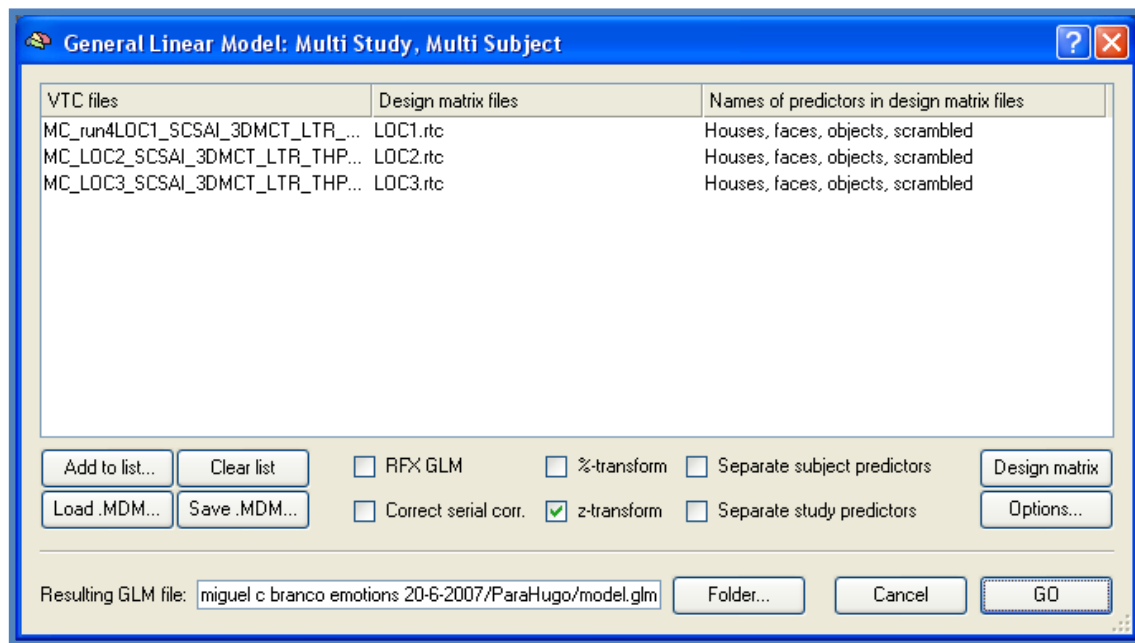 General Linear Model: Multi Study, Multi Subject
VTC files Design matrix files Names of predictors in design matrix files
MC_run4LOC1_SCSAI_3DMCT_LTR_... LOC1.rtc Houses, faces, objects, scrambled
MC_LOC2_SCSAI_3DMCT_LTR_THP... LOC2.rtc Houses, faces, objects, scrambled
MC_LOC3_SCSAI_3DMCT_LTR_THP... LOC3.rtc Houses, faces, objects, scrambled
Add to list... Clear list RFX GLM %-transform Separate subject predictors Design matrix
Load .MDM... Save .MDM... Correct serial corr. z-transform Separate study predictors Options...
Resulting GLM file: miguel c branco emotions 20-6-2007/ParaHugo/model.glm Folder... Cancel GO